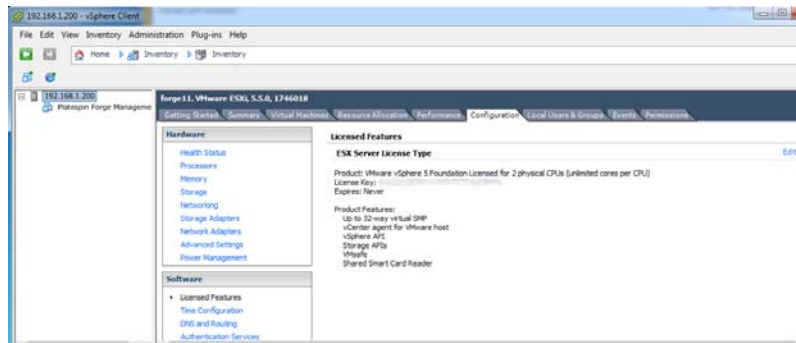 192.168.1.200 - vSphere Client
File Edit View Inventory Administration Plug-ins Help
Home Inventory Inventory
192.168.1.200
Platespin Forge Manageme
forge11. VMware ESXi, 5.5.0, 1746018
Getting Started Summary Virtual Machines Resource Allocation Performance Configuration Local Users & Groups Events Permissions
Hardware
Health Status
Processors
Memory
Storage
Networking
Storage Adapters
Network Adapters
Advanced Settings
Power Management
Software
Licensed Features
Time Configuration
DNS and Routing
Authentication Services
Licensed Features
ESX Server License Type
Edit
Product: VMware vSphere 5 Foundation Licensed for 2 physical CPUs (unlimited cores per CPU)
License Key:
Expires: Never
Product Features:
Up to 32-way virtual SMP
vCenter agent for VMware host
vSphere API
Storage APIs
VMsafe
Shared Smart Card Reader